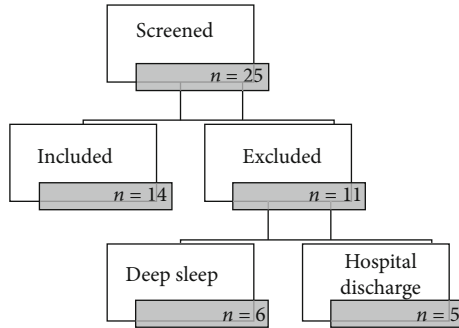 Screened
n = 25
Included
n = 14
Excluded
n = 11
Deep sleep
n = 6
Hospital
discharge
n = 5